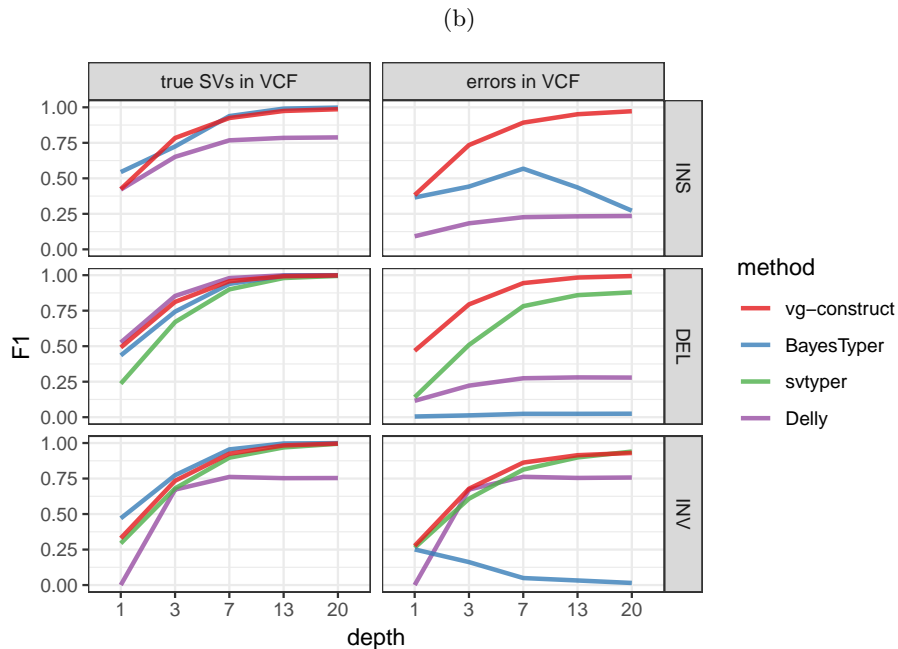 (b)
true SVs in VCF
errors in VCF
1.00
0.75
0.50
0.25
0.00
INS
1.00
0.75
0.50
0.25
0.00
DEL
1.00
0.75
0.50
0.25
0.00
INV
F1
1 3 7 13 20
1 3 7 13 20
depth
method
vg−construct
BayesTyper
svtyper
Delly